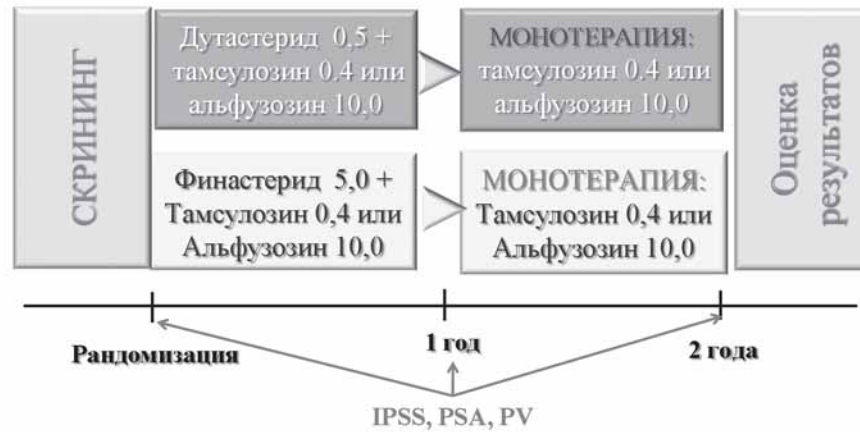 СКРИНИНГ
Дутастерид 0,5 +
тамсулозин 0.4 или
альфузозин 10,0
МОНОТЕРАПИЯ:
тамсулозин 0.4 или
альфузозин 10,0
Финастерид 5,0 +
Тамсулозин 0,4 или
Альфузозин 10,0
МОНОТЕРАПИЯ:
Тамсулозин 0,4 или
Альфузозин 10,0
Оценка
результатов
Рандомизация
1 год
2 года
IPSS, PSA, PV